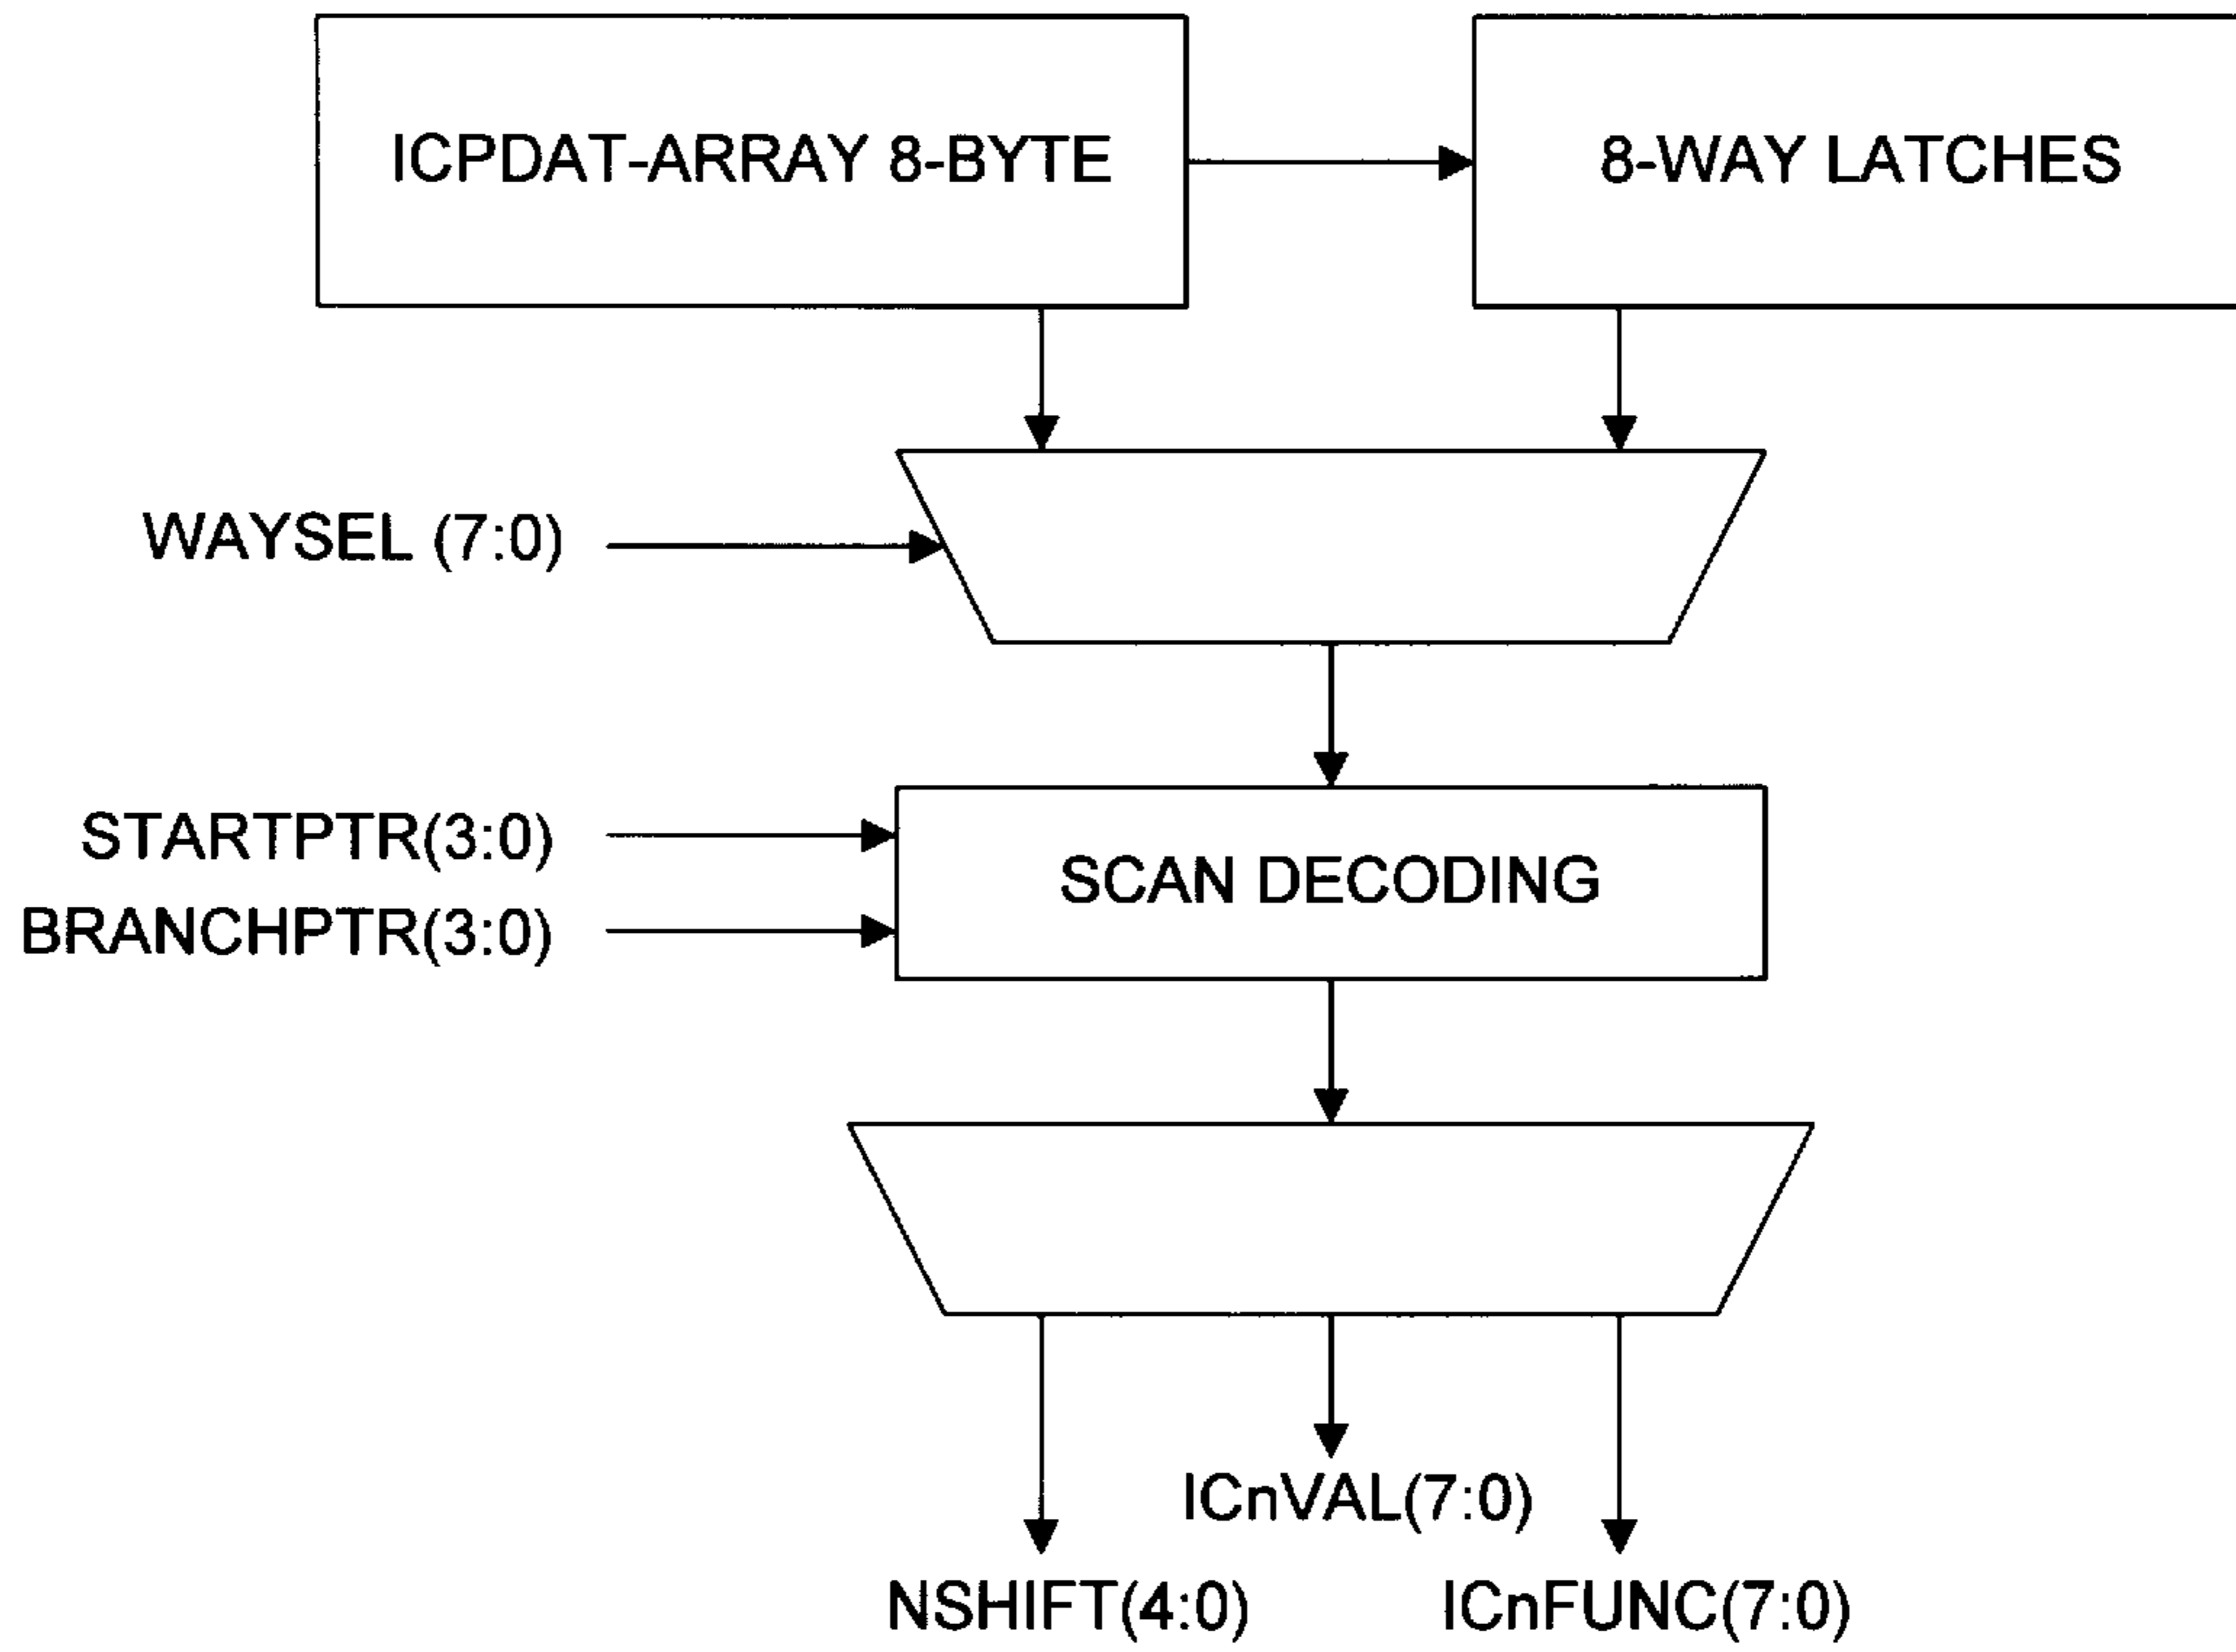 ICPDAT-ARRAY 8-BYTE
8-WAY LATCHES
WAYSEL (7:0)
STARTPTR(3:0)
BRANCHPTR(3:0)
SCAN DECODING
ICnVAL(7:0)
NSHIFT(4:0)
ICnFUNC(7:0)